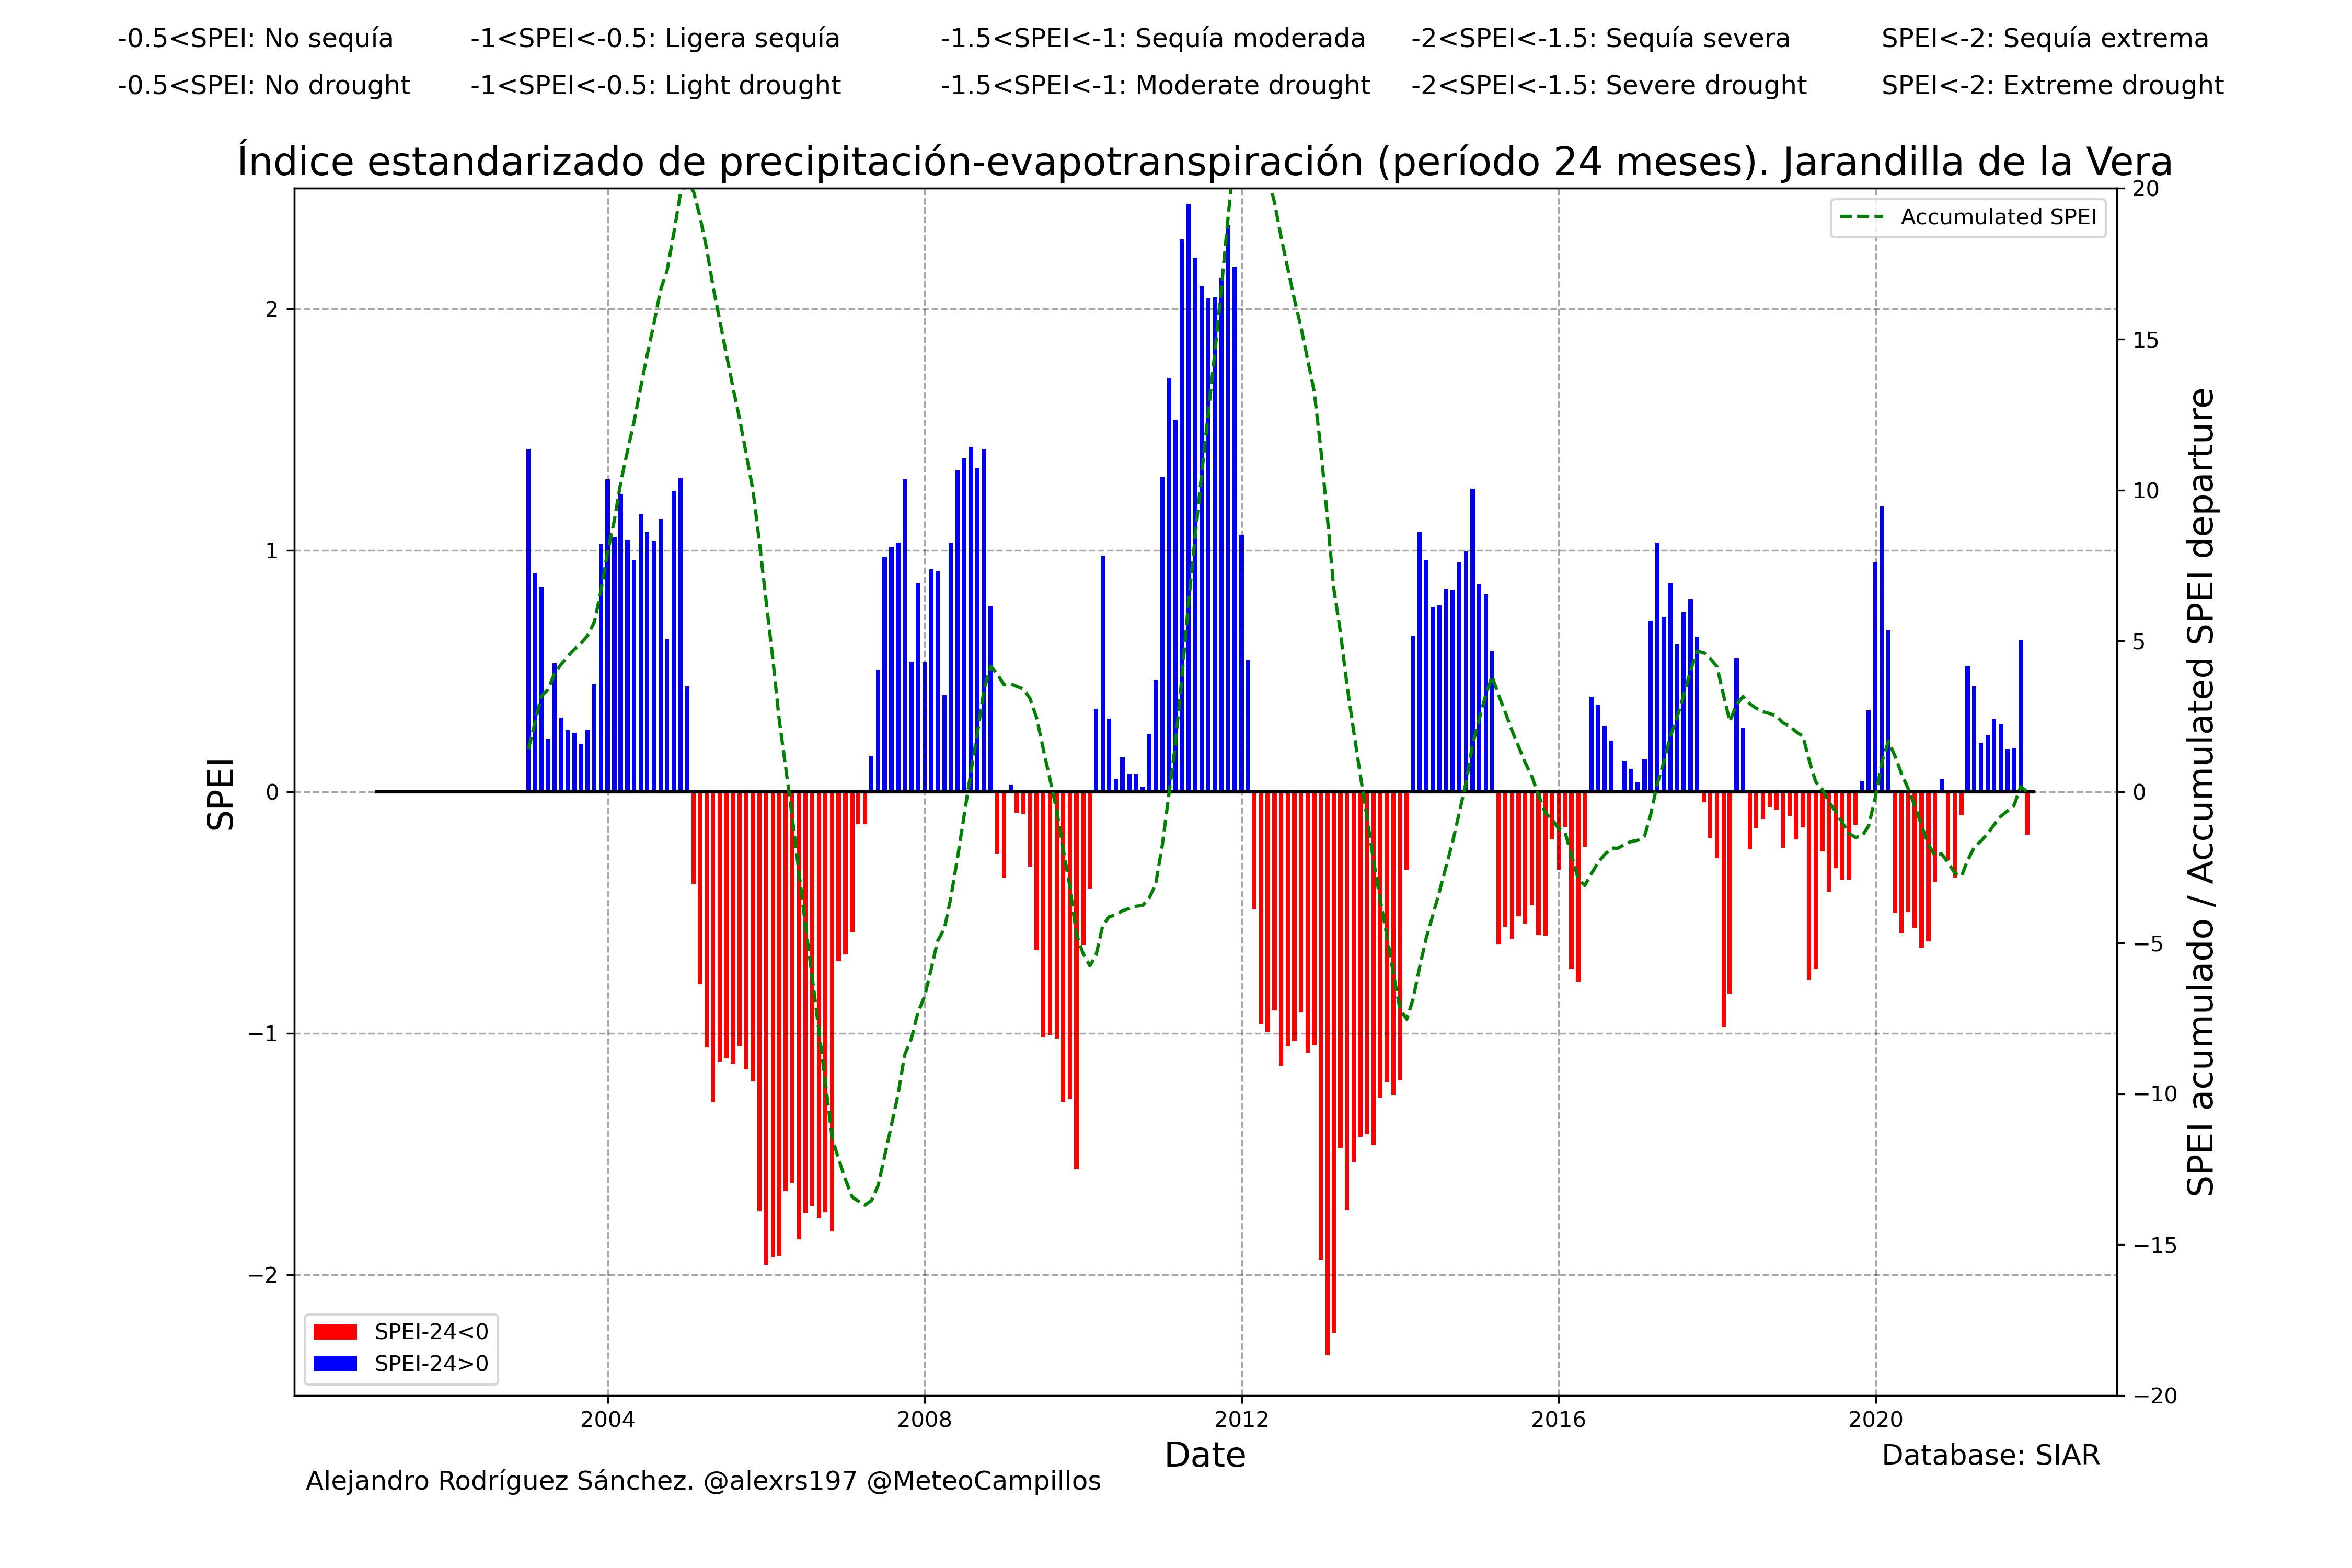 -0.5<SPEI: No sequía -1<SPEI<-0.5: Ligera sequía -1.5<SPEI<-1: Sequía moderada -2<SPEI<-1.5: Sequía severa SPEI<-2: Sequía extrema
-0.5<SPEI: No drought -1<SPEI<-0.5: Light drought -1.5<SPEI<-1: Moderate drought -2<SPEI<-1.5: Severe drought SPEI<-2: Extreme drought
Índice estandarizado de precipitación-evapotranspiración (período 24 meses). Jarandilla de la Vera
Accumulated SPEI
SPEI
2
1
0
−1
−2
20
15
10
5
0
−5
−10
−15
−20
SPEI acumulado / Accumulated SPEI departure
SPEI-24<0
SPEI-24>0
2004 2008 2012 2016 2020
Date
Database: SIAR
Alejandro Rodríguez Sánchez. @alexrs197 @MeteoCampillos